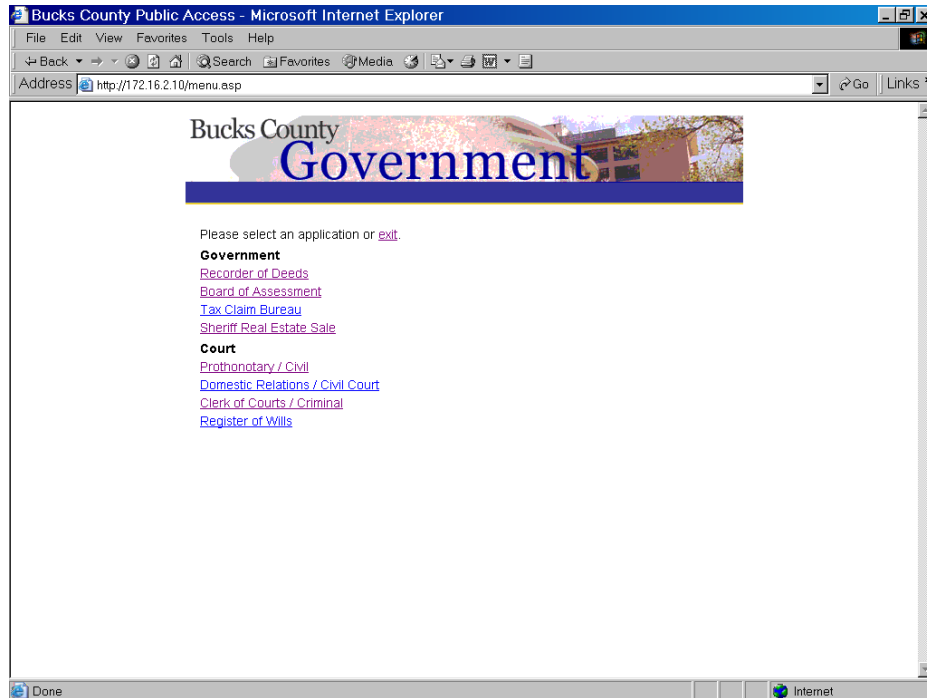 Bucks County Public Access - Microsoft Internet Explorer
File Edit View Favorites Tools Help
Back Search Favorites Media
Address http://172.16.2.10/menu.asp Go Links
Bucks County
Government
Please select an application or exit.
Government
Recorder of Deeds
Board of Assessment
Tax Claim Bureau
Sheriff Real Estate Sale
Court
Prothonotary / Civil
Domestic Relations / Civil Court
Clerk of Courts / Criminal
Register of Wills
Done Internet